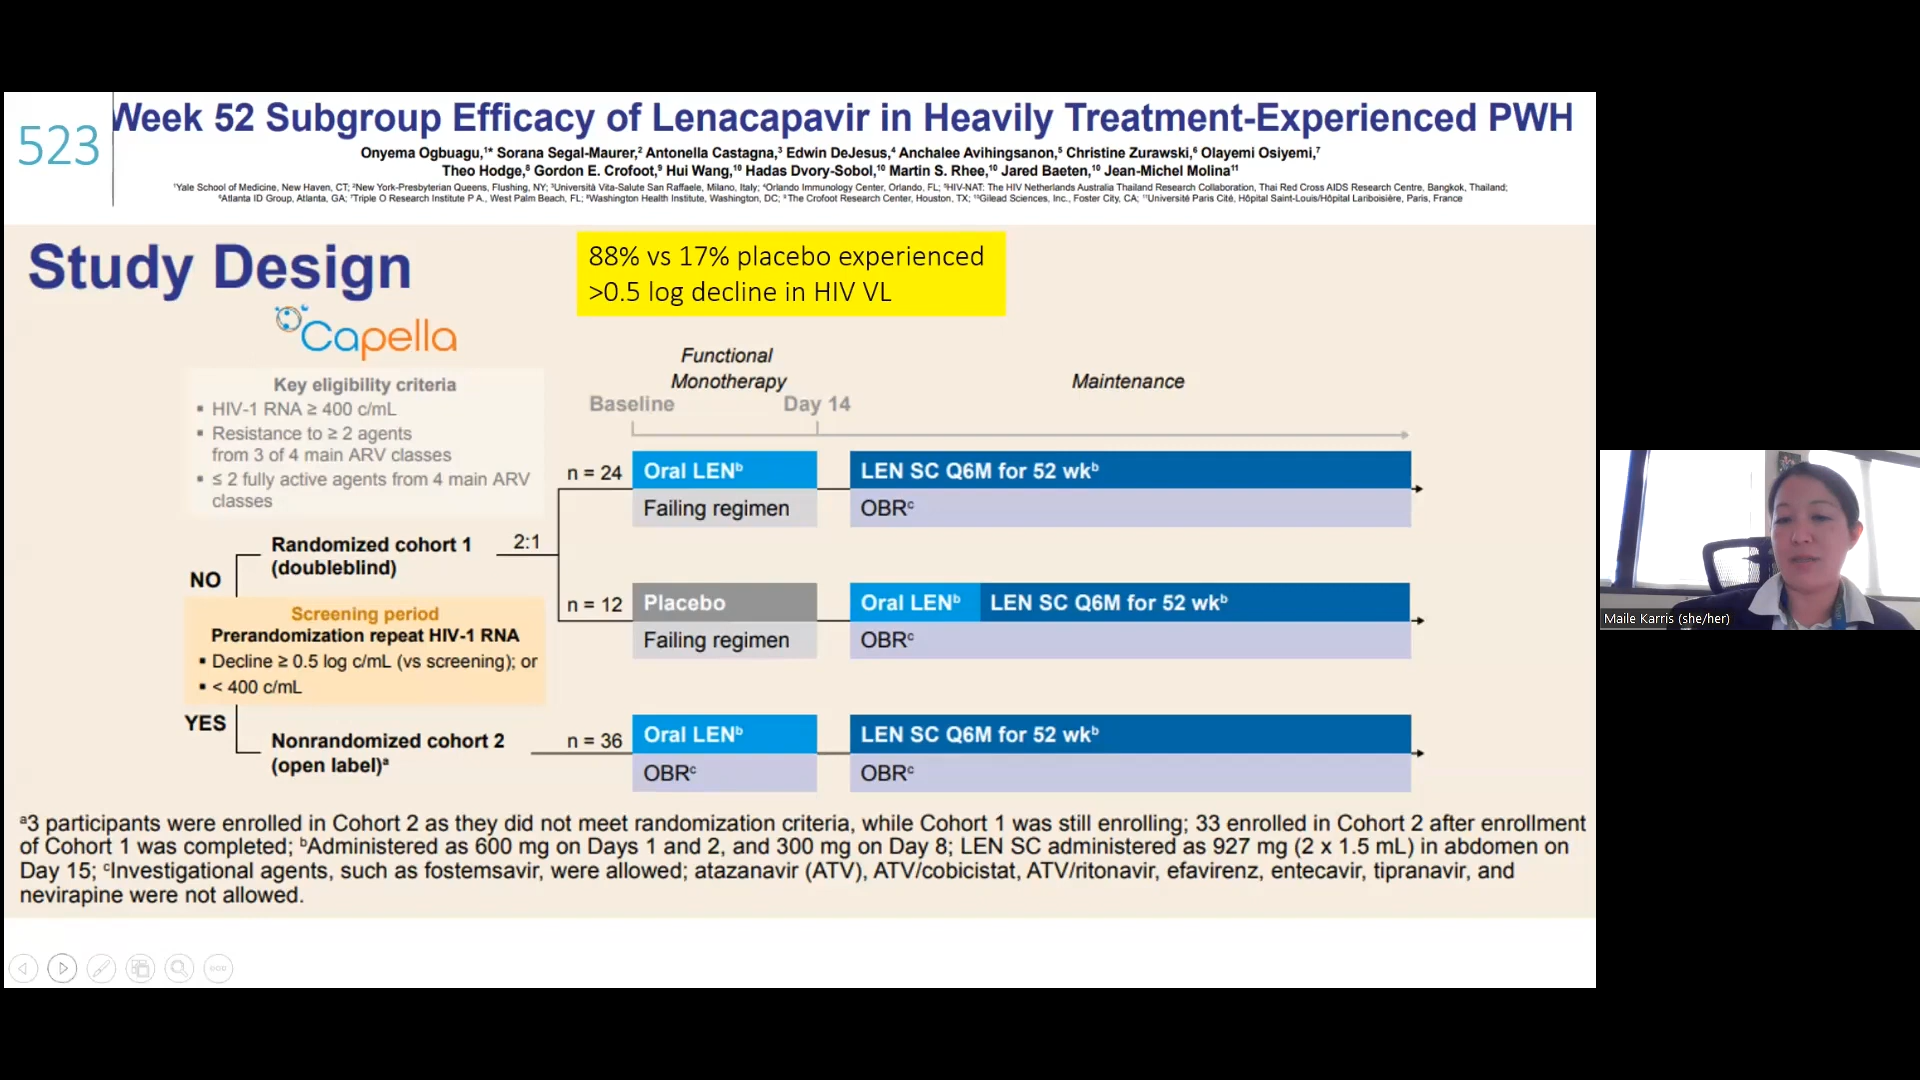 523
Week 52 Subgroup Efficacy of Lenacapavir in Heavily Treatment-Experienced PWH
Onyema Ogbuagu,¹* Sorana Segal-Maurer,² Antonella Castagna,³ Edwin DeJesus,⁴ Anchalee Avihingsanon,⁵ Christine Zurawski,⁶ Olayemi Osiyemi,⁷
Theo Hodge,⁸ Gordon E. Crofoot,⁹ Hui Wang,¹⁰ Hadas Dvory-Sobol,¹⁰ Martin S. Rhee,¹⁰ Jared Baeten,¹⁰ Jean-Michel Molina¹¹
¹Yale School of Medicine, New Haven, CT; ²New York-Presbyterian Queens, Flushing, NY; ³Università Vita-Salute San Raffaele, Milano, Italy; ⁴Orlando Immunology Center, Orlando, FL; ⁵HIV-NAT: The HIV Netherlands Australia Thailand Research Collaboration, Thai Red Cross AIDS Research Centre, Bangkok, Thailand;
⁶Atlanta ID Group, Atlanta, GA; ⁷Triple O Research Institute P A., West Palm Beach, FL; ⁸Washington Health Institute, Washington, DC; ⁹The Crofoot Research Center, Houston, TX; ¹⁰Gilead Sciences, Inc., Foster City, CA; ¹¹Université Paris Cité, Hôpital Saint-Louis/Hôpital Lariboisière, Paris, France
Study Design
88% vs 17% placebo experienced
>0.5 log decline in HIV VL
Capella
Key eligibility criteria
▪ HIV-1 RNA ≥ 400 c/mL
▪ Resistance to ≥ 2 agents
from 3 of 4 main ARV classes
▪ ≤ 2 fully active agents from 4 main ARV
classes
Functional
Monotherapy
Maintenance
Baseline
Day 14
n = 24
Oral LENᵇ
LEN SC Q6M for 52 wkᵇ
Failing regimen
OBRᶜ
Randomized cohort 1
(doubleblind)
2:1
NO
n = 12
Placebo
Oral LENᵇ
LEN SC Q6M for 52 wkᵇ
Failing regimen
OBRᶜ
Screening period
Prerandomization repeat HIV-1 RNA
▪ Decline ≥ 0.5 log c/mL (vs screening); or
▪ < 400 c/mL
YES
Nonrandomized cohort 2
(open label)ᵃ
n = 36
Oral LENᵇ
LEN SC Q6M for 52 wkᵇ
OBRᶜ
OBRᶜ
ᵃ3 participants were enrolled in Cohort 2 as they did not meet randomization criteria, while Cohort 1 was still enrolling; 33 enrolled in Cohort 2 after enrollment
of Cohort 1 was completed; ᵇAdministered as 600 mg on Days 1 and 2, and 300 mg on Day 8; LEN SC administered as 927 mg (2 x 1.5 mL) in abdomen on
Day 15; ᶜInvestigational agents, such as fostemsavir, were allowed; atazanavir (ATV), ATV/cobicistat, ATV/ritonavir, efavirenz, entecavir, tipranavir, and
nevirapine were not allowed.
Maile Karris (she/her)